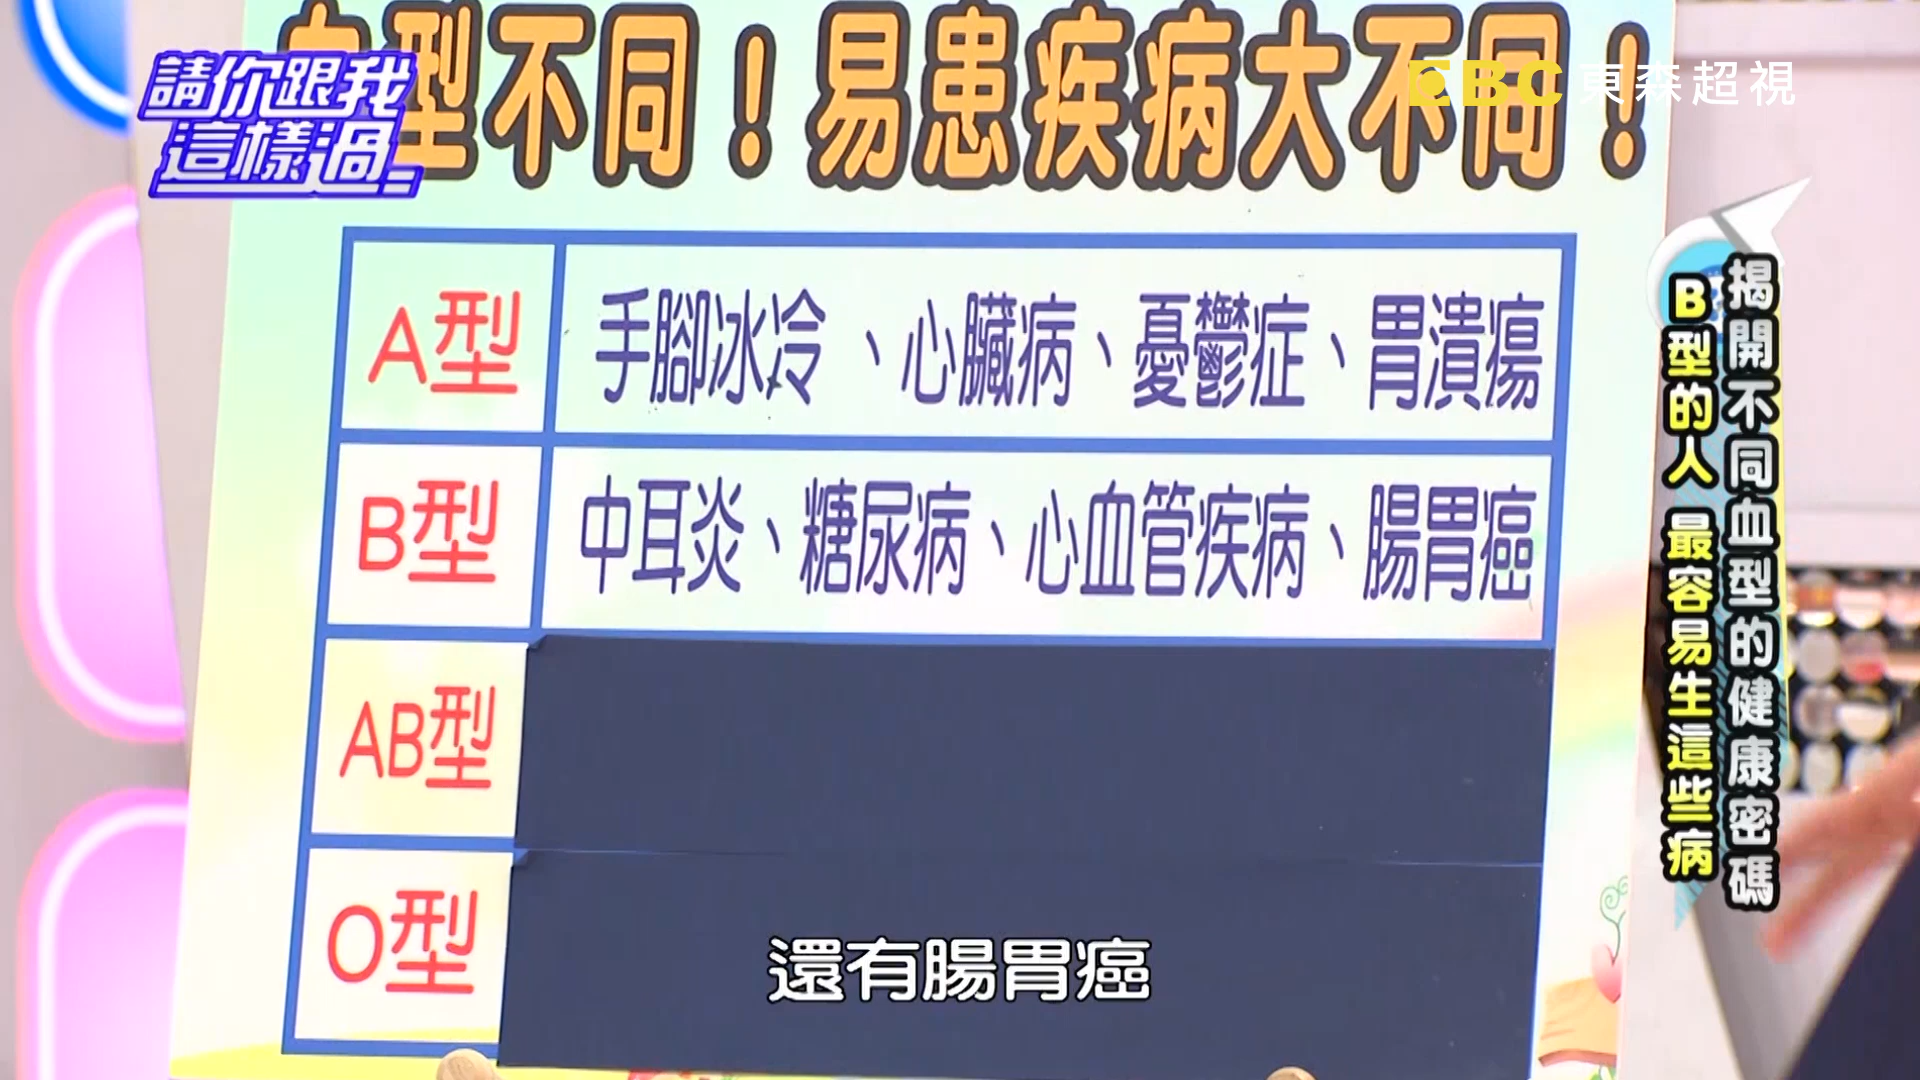 型不同！易患疾病大不同！
請你跟我
這樣過
EBC 東森超視
A型
手腳冰冷、心臟病、憂鬱症、胃潰瘍
B型
中耳炎、糖尿病、心血管疾病、腸胃癌
AB型
O型
揭開不同血型的健康密碼
B型的人 最容易生這些病
還有腸胃癌